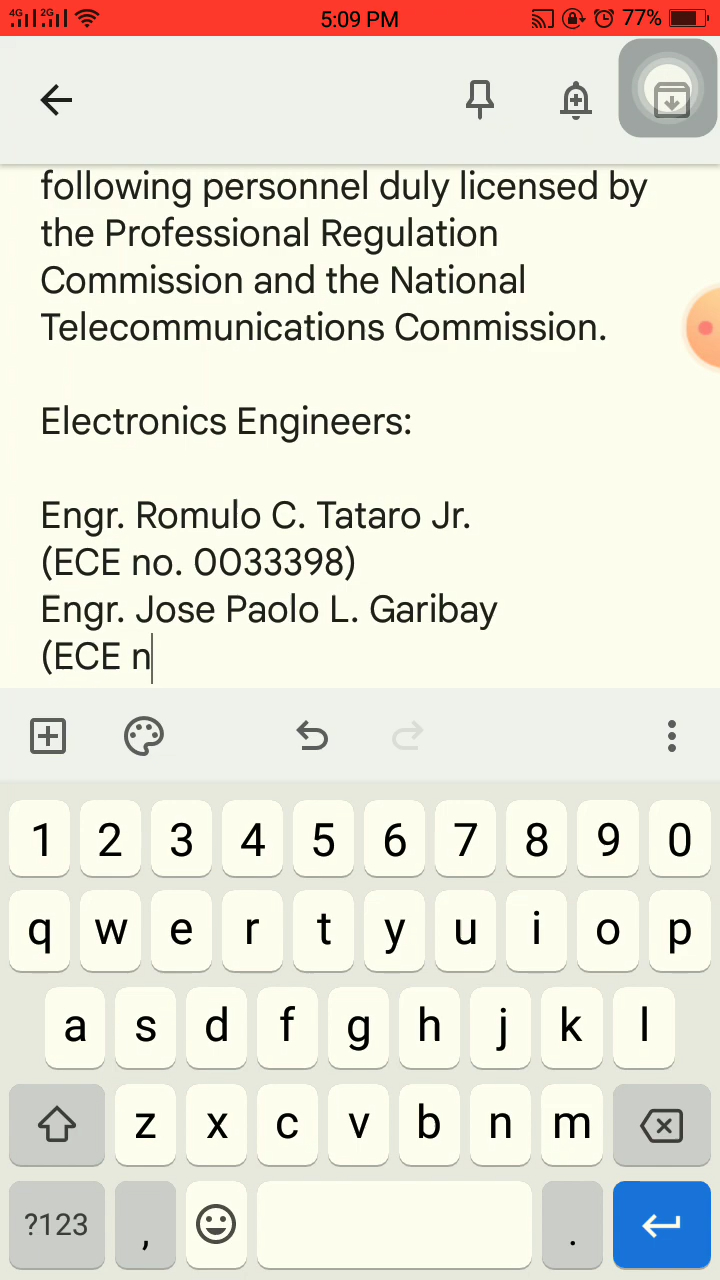 4G 2G 5:09 PM 77%
following personnel duly licensed by
the Professional Regulation
Commission and the National
Telecommunications Commission.
Electronics Engineers:
Engr. Romulo C. Tataro Jr.
(ECE no. 0033398)
Engr. Jose Paolo L. Garibay
(ECE n
1 2 3 4 5 6 7 8 9 0
q w e r t y u i o p
a s d f g h j k l
z x c v b n m
?123 , .